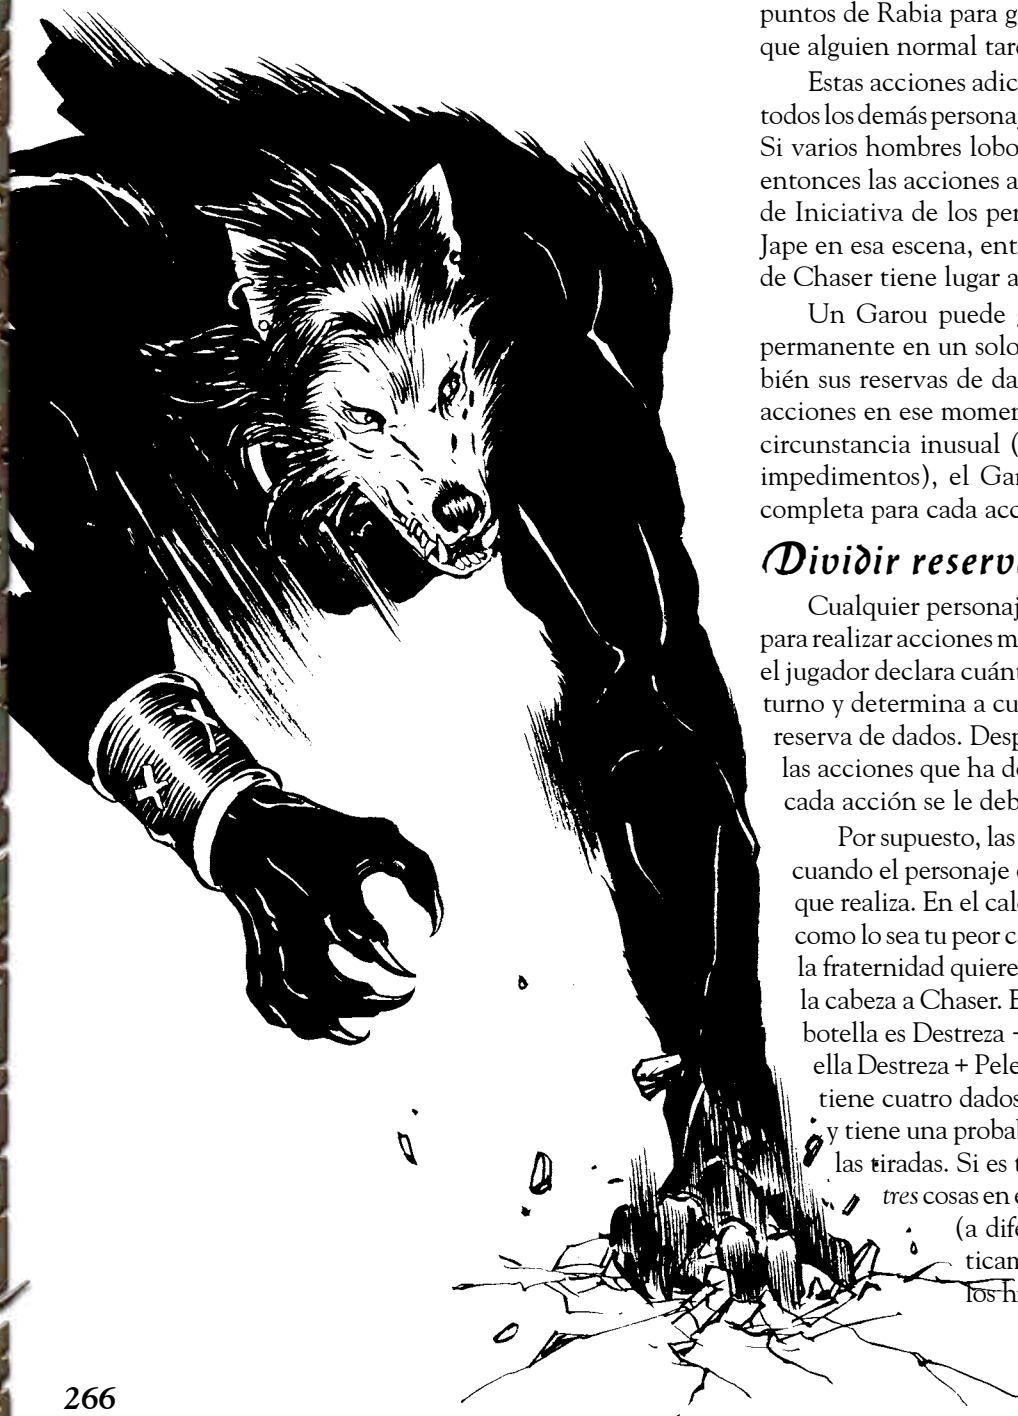 puntos de Rabia para g
que alguien normal tard
Estas acciones adic
todos los demás persona
Si varios hombres lobo
entonces las acciones a
de Iniciativa de los per
Jape en esa escena, entr
de Chaser tiene lugar a
Un Garou puede g
permanente en un solo
bién sus reservas de da
acciones en ese momen
circunstancia inusual (
impedimentos), el Gar
completa para cada acc
Dividir reserv
Cualquier personaj
para realizar acciones m
el jugador declara cuánt
turno y determina a cu
reserva de dados. Desp
las acciones que ha de
cada acción se le deb
Por supuesto, las
cuando el personaje
que realiza. En el cal
como lo sea tu peor c
la fraternidad quiere
la cabeza a Chaser. E
botella es Destreza
ella Destreza + Pele
tiene cuatro dados
y tiene una probab
las tiradas. Si es t
tres cosas en e
(a dife
tican
los h
266